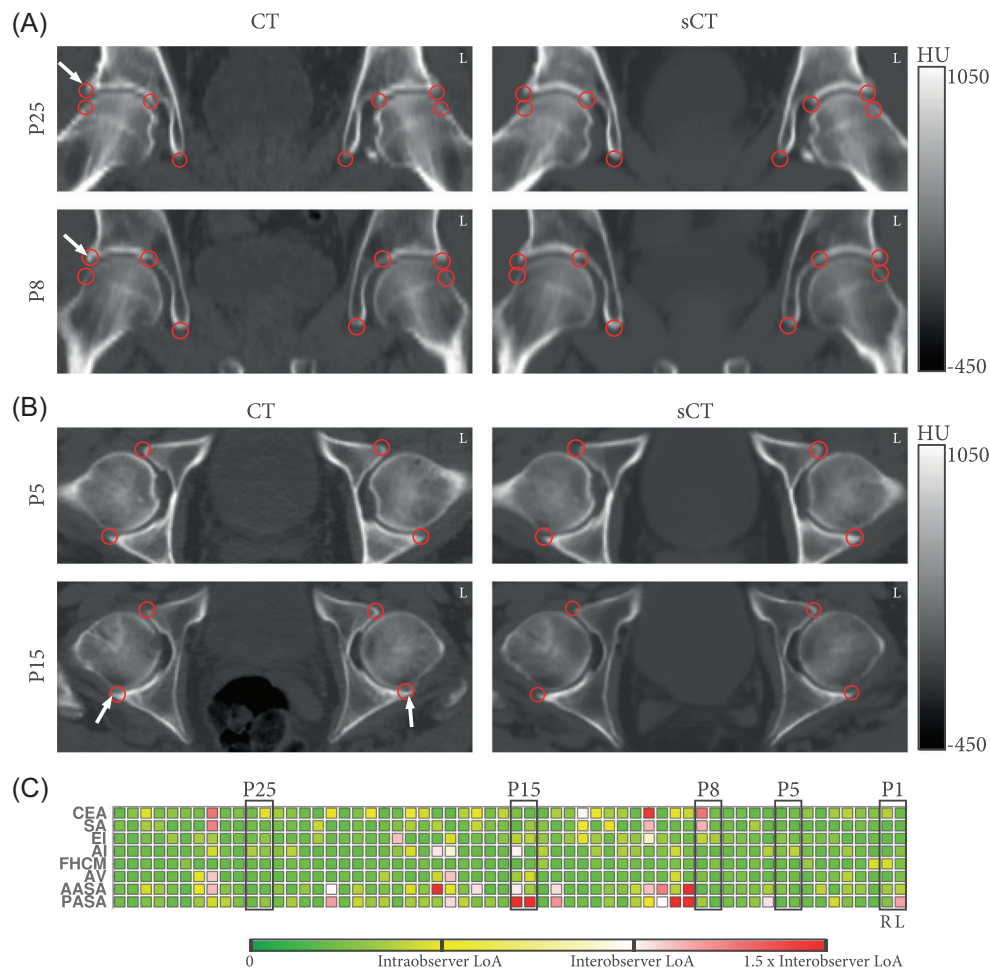 (A)
CT
sCT
HU
P25
L
L
1050
P8
L
L
-450
(B)
CT
sCT
HU
P5
L
L
1050
P15
L
L
-450
(C)
P25 P15 P8 P5 P1
CEA
SA
EI
AI
FHCM
AV
AASA
PASA
R L
0 Intraobserver LoA Interobserver LoA 1.5 x Interobserver LoA